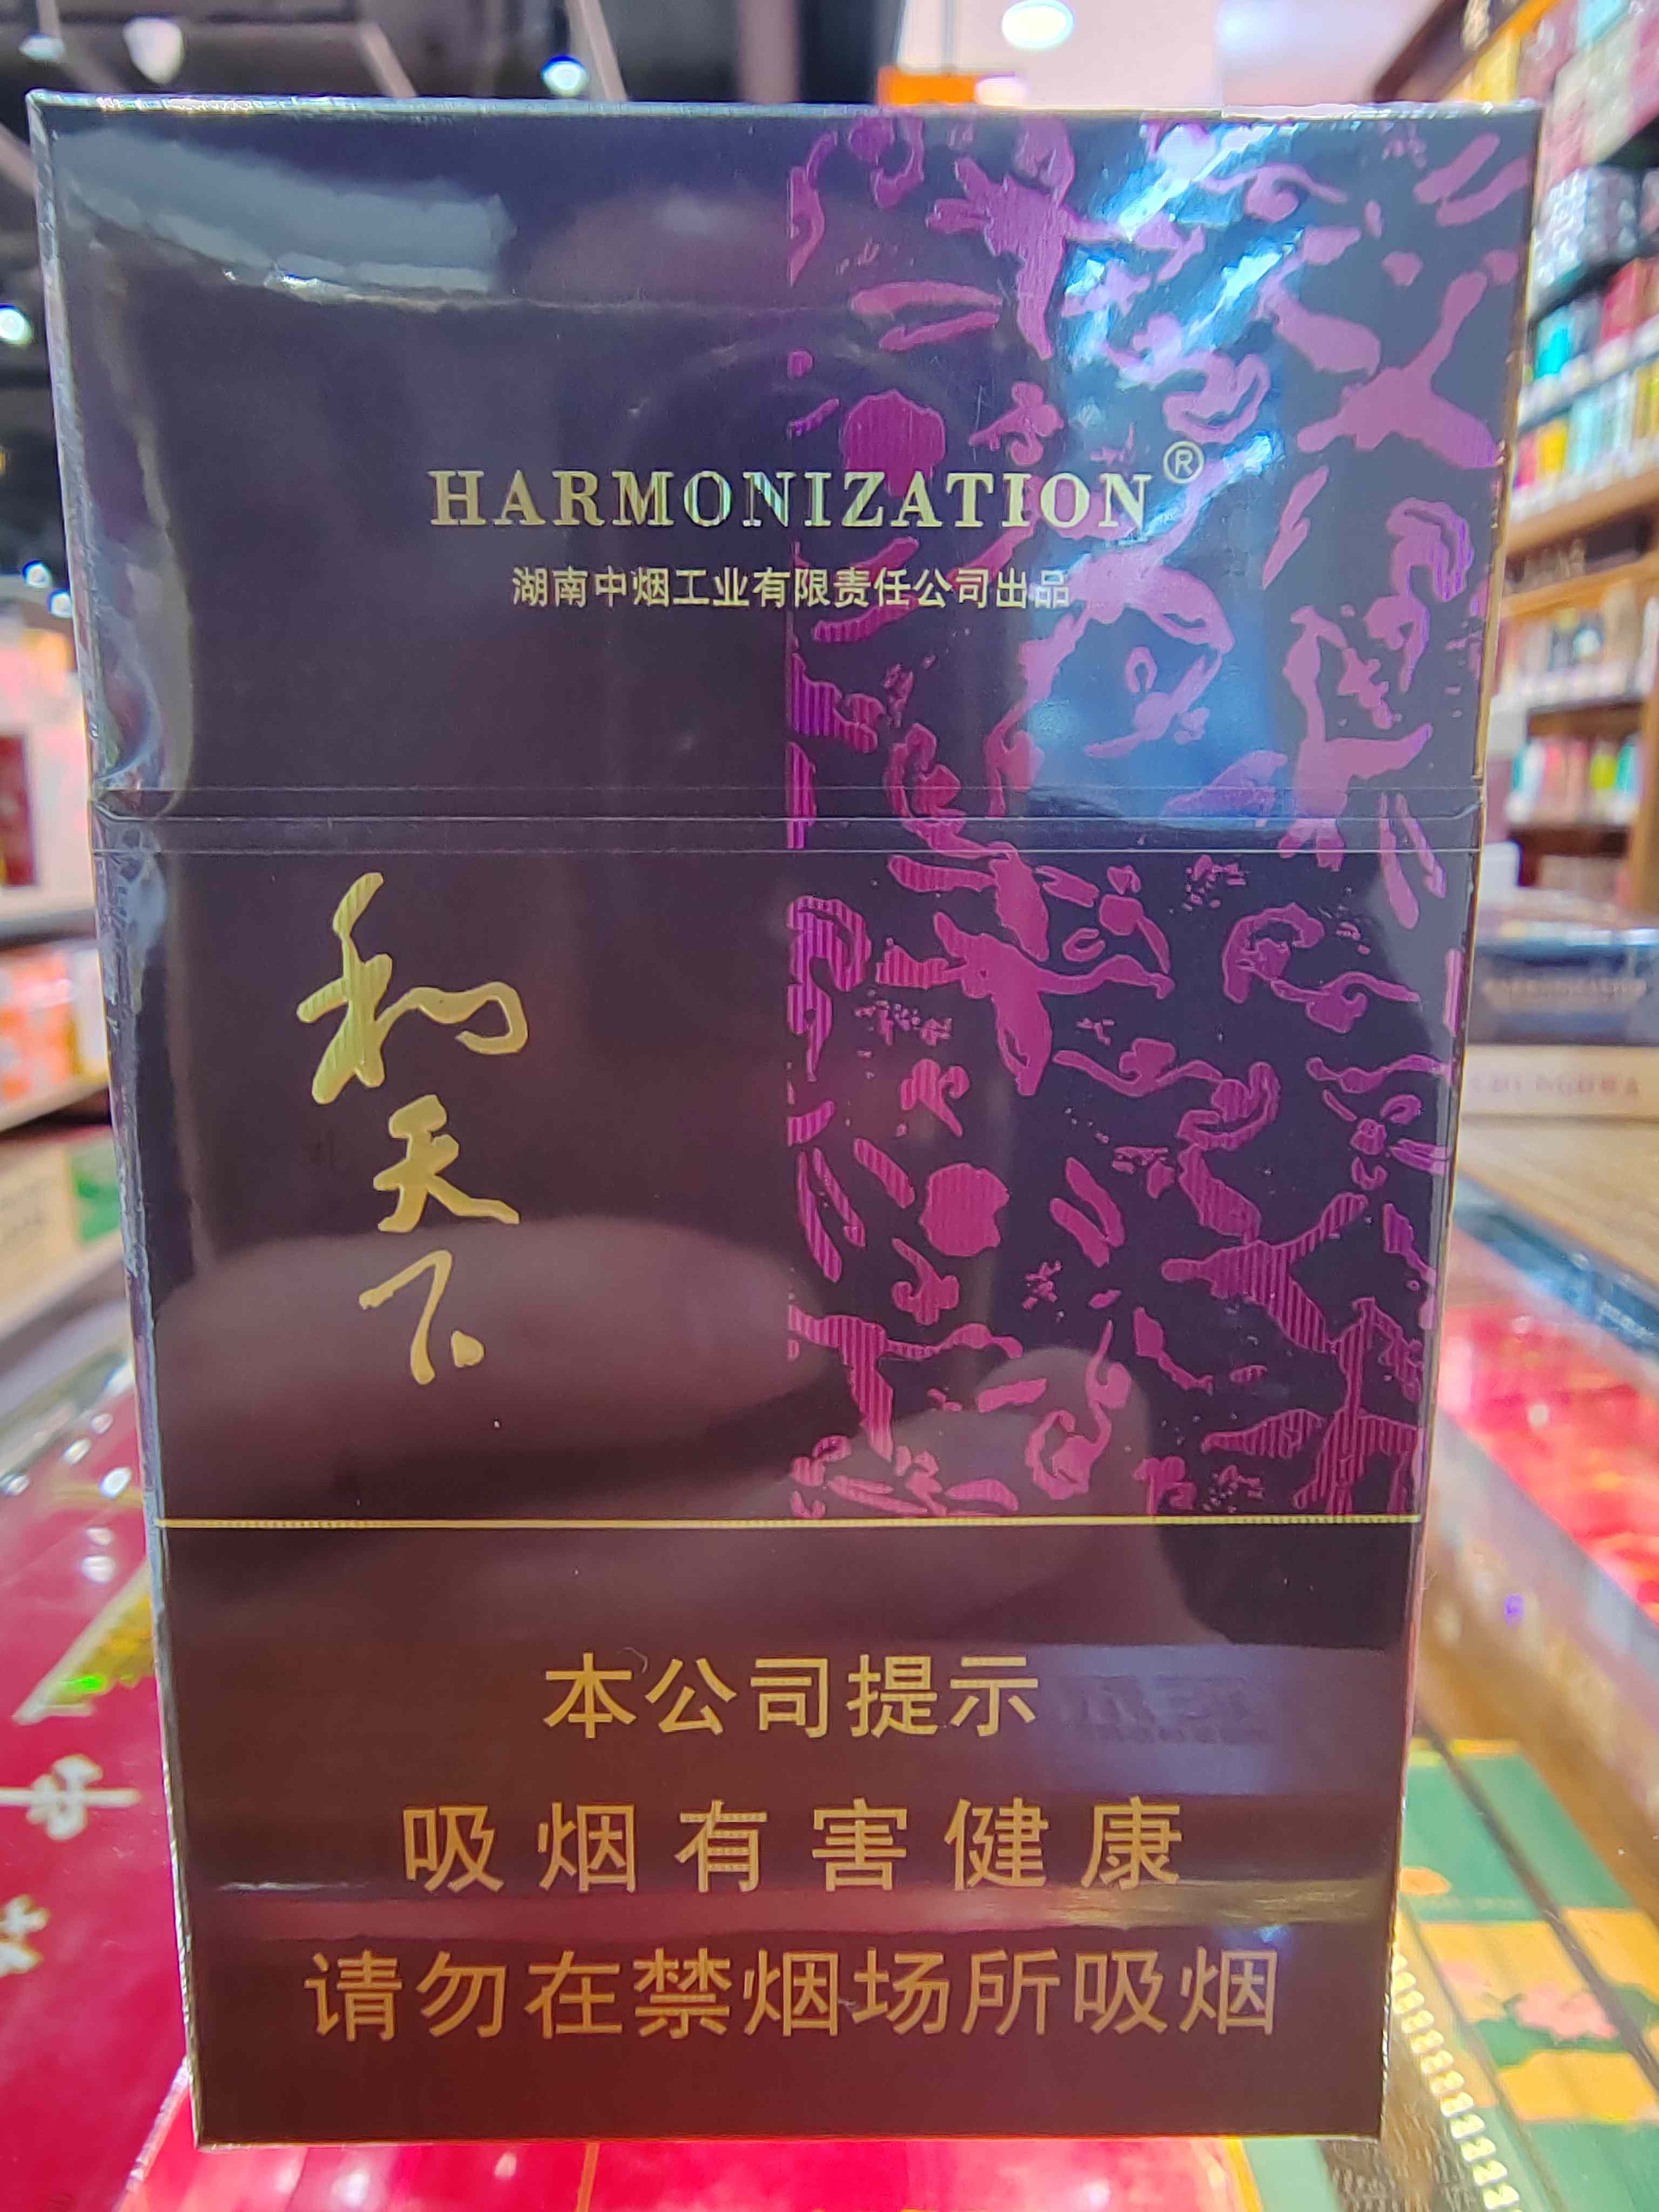 HARMONIZATION®
湖南中烟工业有限责任公司出品
和天下
本公司提示
吸烟有害健康
请勿在禁烟场所吸烟
CHUNGHWA